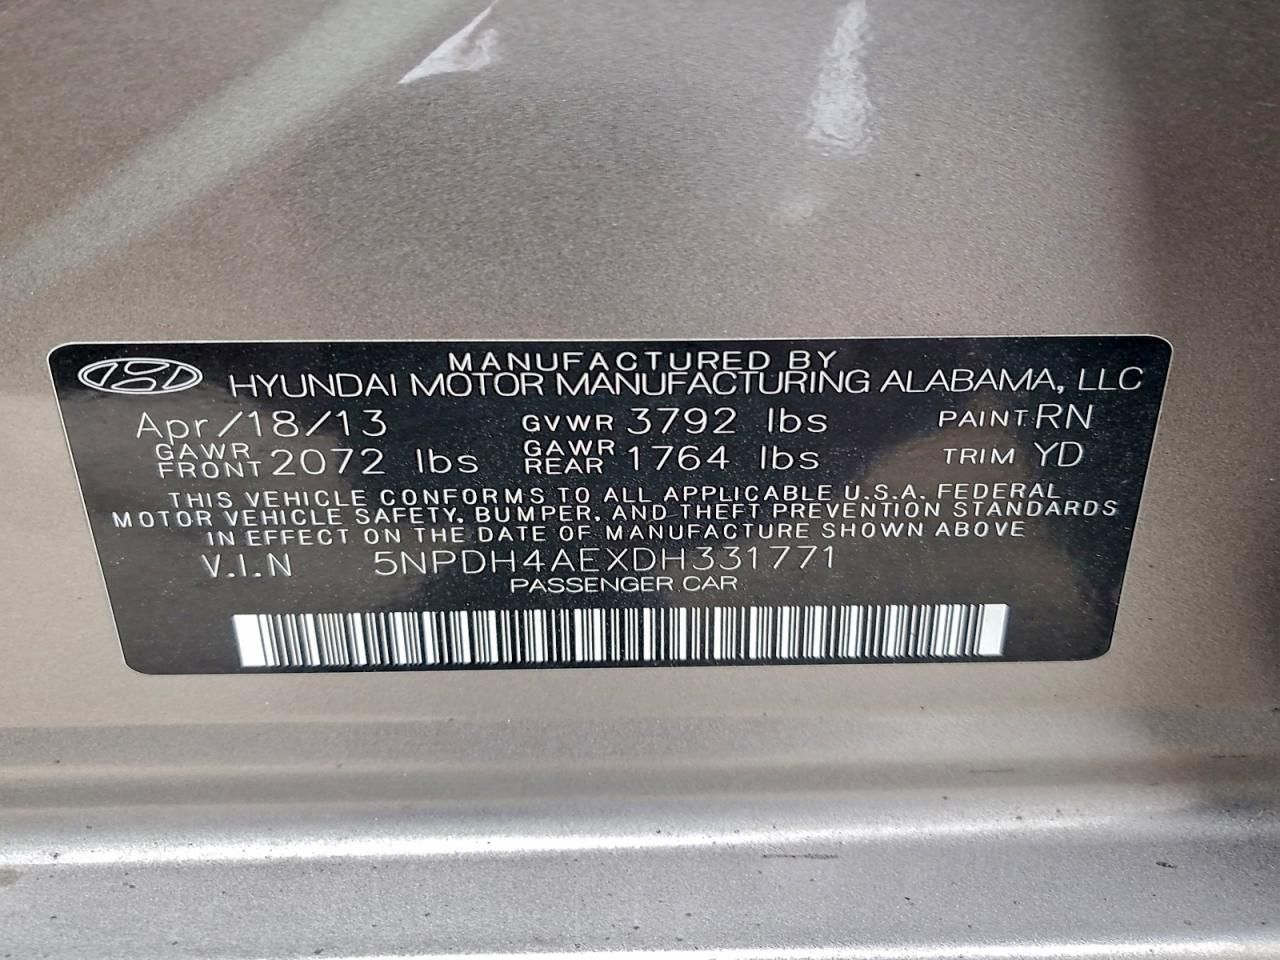 MANUFACTURED BY
HYUNDAI MOTOR MANUFACTURING ALABAMA, LLC
Apr/18/13 GVWR 3792 lbs PAINT RN
GAWR FRONT 2072 lbs GAWR REAR 1764 lbs TRIM YD
THIS VEHICLE CONFORMS TO ALL APPLICABLE U.S.A. FEDERAL
MOTOR VEHICLE SAFETY, BUMPER, AND THEFT PREVENTION STANDARDS
IN EFFECT ON THE DATE OF MANUFACTURE SHOWN ABOVE
V.I.N 5NPDH4AEXDH331771
PASSENGER CAR